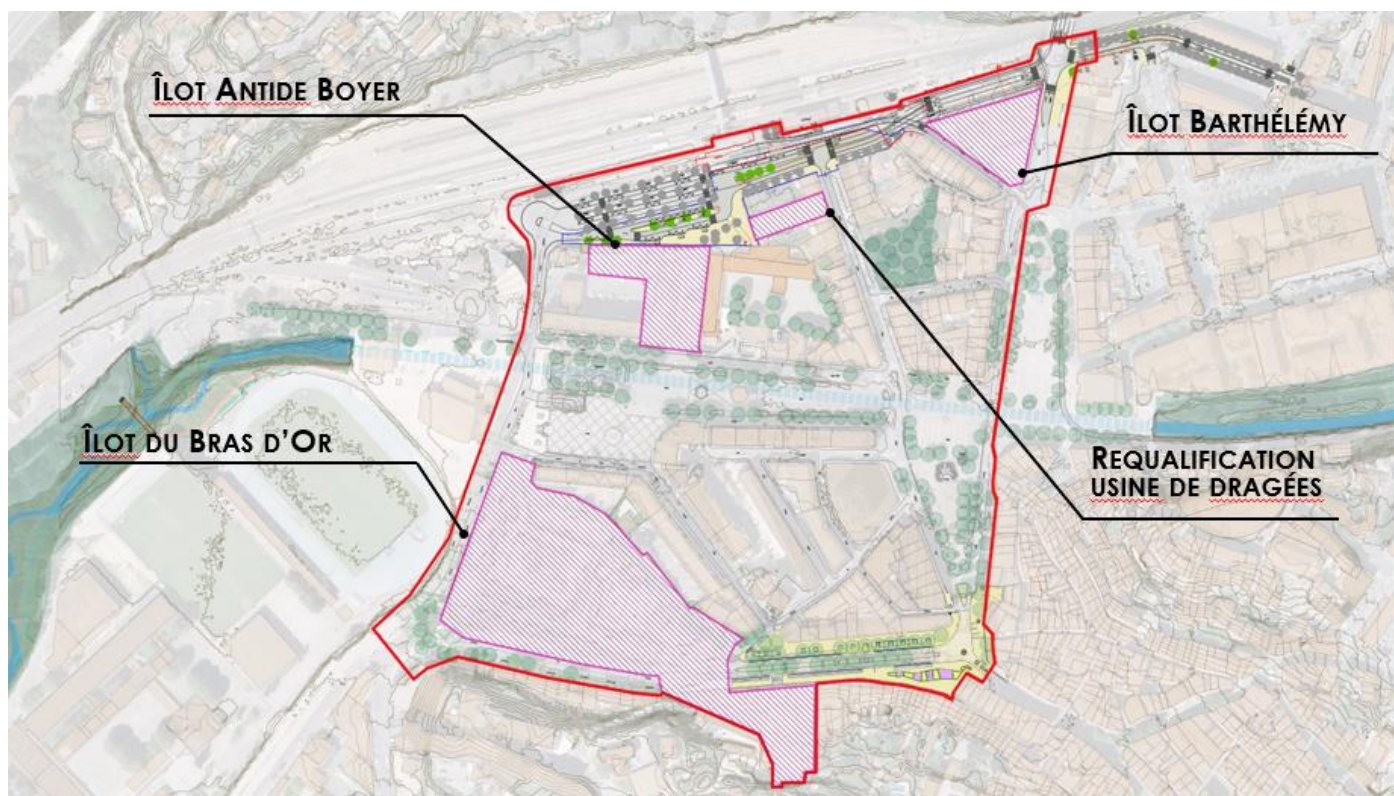 ÎLOT ANTIDE BOYER
ÎLOT BARTHÉLÉMY
ÎLOT DU BRAS D'OR
REQUALIFICATION
USINE DE DRAGÉES